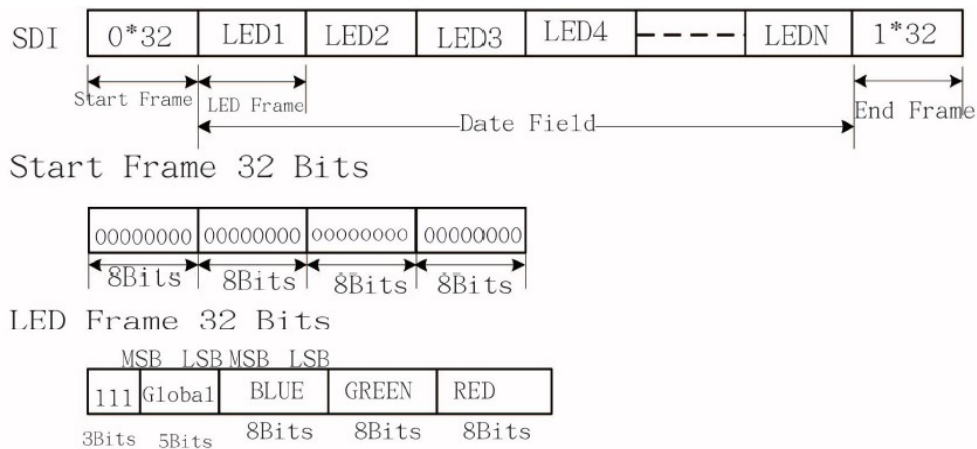 SDI 0*32 LED1 LED2 LED3 LED4 LEDN 1*32
Start Frame LED Frame End Frame
Date Field
Start Frame 32 Bits
00000000 00000000 00000000 00000000
8Bits 8Bits 8Bits 8Bits
LED Frame 32 Bits
MSB LSB MSB LSB
111 Global BLUE GREEN RED
3Bits 5Bits 8Bits 8Bits 8Bits